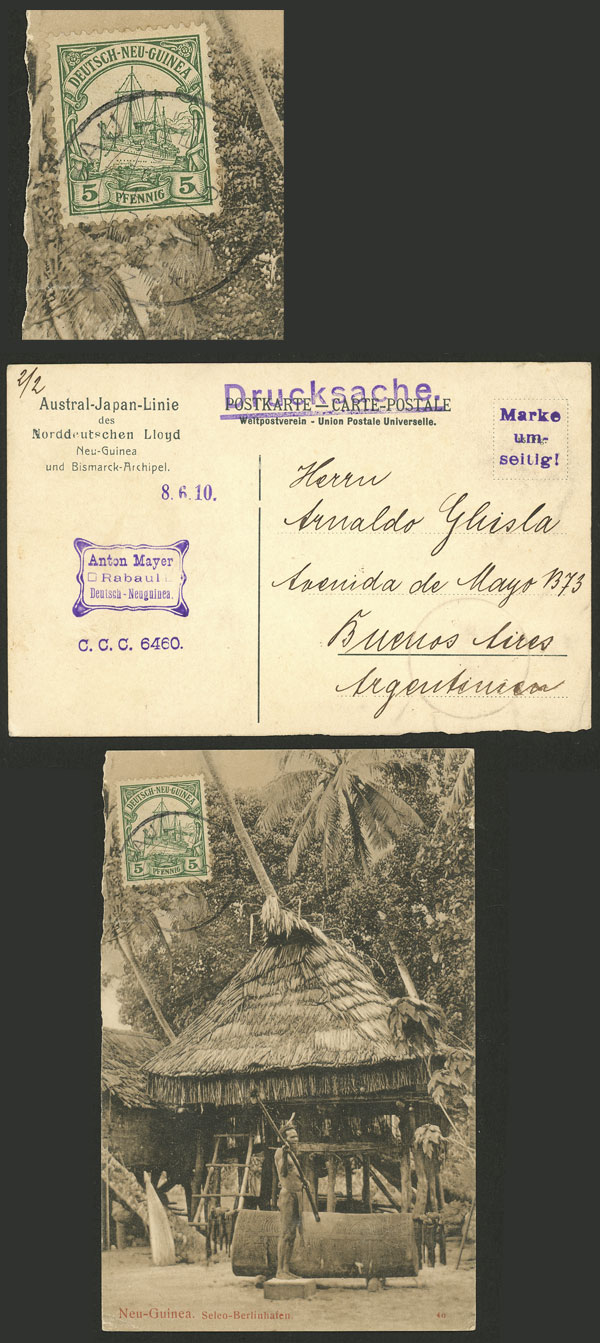 DEUTSCH-NEU-GUINEA
5 PFENNIG 5
2/2
Austral-Japan-Linie
des
Norddeutschen Lloyd
Neu-Guinea
und Bismarck-Archipel.
8. 6. 10.
Anton Mayer
Rabaul
Deutsch-Neuguinea.
C. C. C. 6460.
Drucksache.
POSTKARTE — CARTE-POSTALE
Weltpostverein - Union Postale Universelle.
Marke
um-
seitig!
Herrn
Arnaldo Ghisla
Avenida de Mayo 1373
Buenos Aires
Argentinien
DEUTSCH-NEU-GUINEA
5 PFENNIG 5
Neu-Guinea. Seleo-Berlinhafen.
40